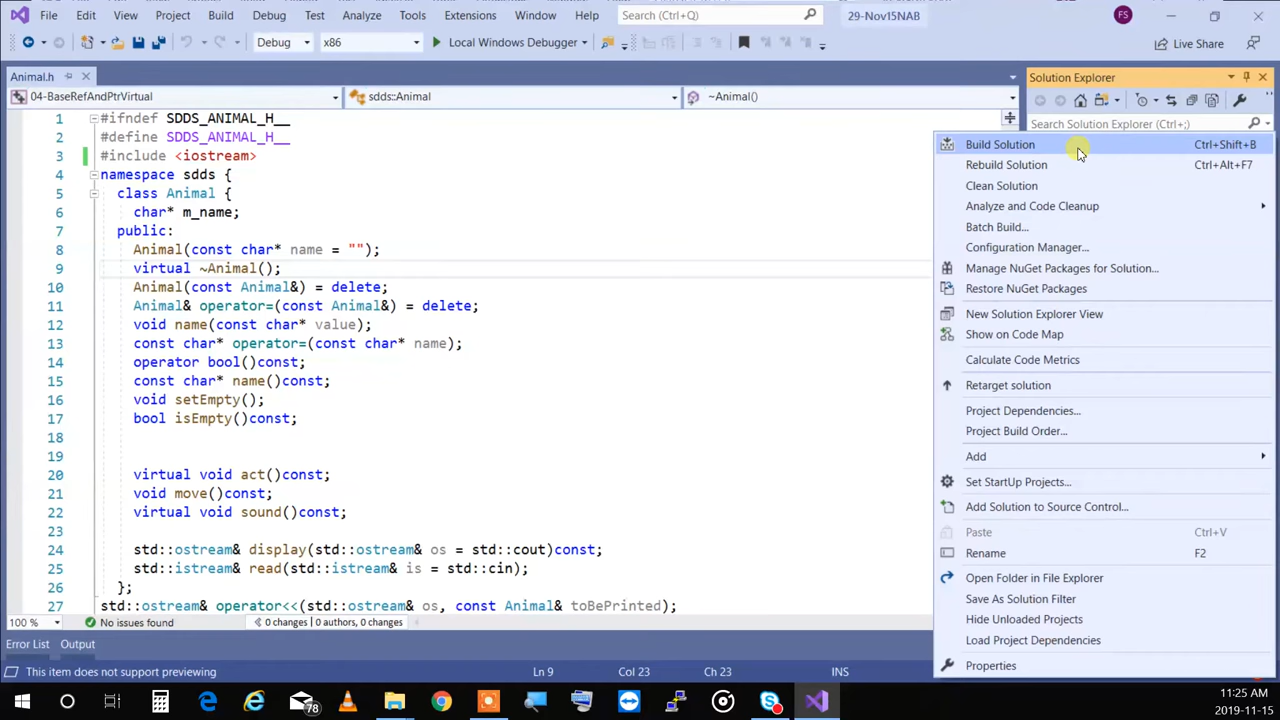 File Edit View Project Build Debug Test Analyze Tools Extensions Window Help Search (Ctrl+Q) 29-Nov15NAB FS
Debug x86 Local Windows Debugger Live Share
Animal.h Solution Explorer
04-BaseRefAndPtrVirtual sdds::Animal ~Animal()
Search Solution Explorer (Ctrl+;)
1 #ifndef SDDS_ANIMAL_H__
2 #define SDDS_ANIMAL_H__
3 #include <iostream>
4 namespace sdds {
5 class Animal {
6 char* m_name;
7 public:
8 Animal(const char* name = "");
9 virtual ~Animal();
10 Animal(const Animal&) = delete;
11 Animal& operator=(const Animal&) = delete;
12 void name(const char* value);
13 const char* operator=(const char* name);
14 operator bool()const;
15 const char* name()const;
16 void setEmpty();
17 bool isEmpty()const;
18
19
20 virtual void act()const;
21 void move()const;
22 virtual void sound()const;
23
24 std::ostream& display(std::ostream& os = std::cout)const;
25 std::istream& read(std::istream& is = std::cin);
26 };
27 std::ostream& operator<<(std::ostream& os, const Animal& toBePrinted);
Build Solution Ctrl+Shift+B
Rebuild Solution Ctrl+Alt+F7
Clean Solution
Analyze and Code Cleanup
Batch Build...
Configuration Manager...
Manage NuGet Packages for Solution...
Restore NuGet Packages
New Solution Explorer View
Show on Code Map
Calculate Code Metrics
Retarget solution
Project Dependencies...
Project Build Order...
Add
Set StartUp Projects...
Add Solution to Source Control...
Paste Ctrl+V
Rename F2
Open Folder in File Explorer
Save As Solution Filter
Hide Unloaded Projects
Load Project Dependencies
Properties
100 % No issues found 0 changes | 0 authors, 0 changes
Error List Output
This item does not support previewing Ln 9 Col 23 Ch 23 INS
78
11:25 AM
2019-11-15